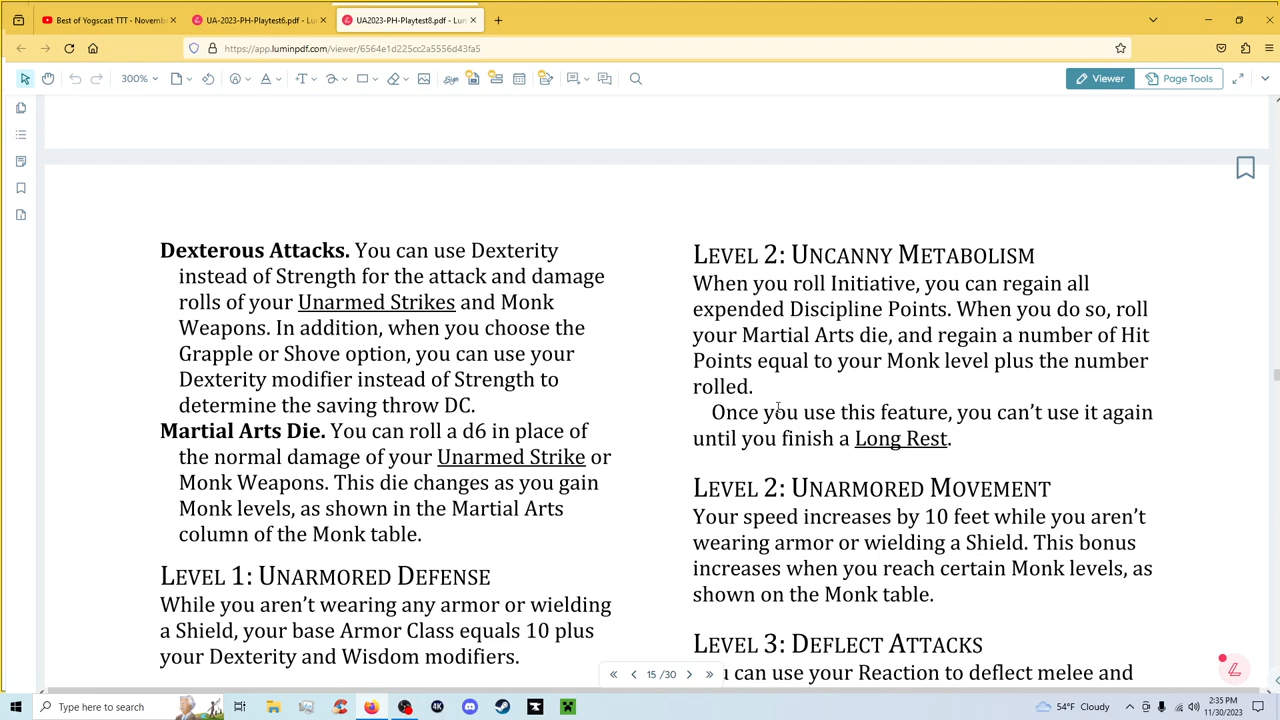 Best of Yogscast TTT - Novemb
UA-2023-PH-Playtest6.pdf - Lu
UA2023-PH-Playtest8.pdf - Lum
https://app.luminpdf.com/viewer/6564e1d225cc2a5556d43fa5
300%
Viewer
Page Tools
Dexterous Attacks. You can use Dexterity
instead of Strength for the attack and damage
rolls of your Unarmed Strikes and Monk
Weapons. In addition, when you choose the
Grapple or Shove option, you can use your
Dexterity modifier instead of Strength to
determine the saving throw DC.
Martial Arts Die. You can roll a d6 in place of
the normal damage of your Unarmed Strike or
Monk Weapons. This die changes as you gain
Monk levels, as shown in the Martial Arts
column of the Monk table.
LEVEL 1: UNARMORED DEFENSE
While you aren’t wearing any armor or wielding
a Shield, your base Armor Class equals 10 plus
your Dexterity and Wisdom modifiers.
LEVEL 2: UNCANNY METABOLISM
When you roll Initiative, you can regain all
expended Discipline Points. When you do so, roll
your Martial Arts die, and regain a number of Hit
Points equal to your Monk level plus the number
rolled.
Once you use this feature, you can’t use it again
until you finish a Long Rest.
LEVEL 2: UNARMORED MOVEMENT
Your speed increases by 10 feet while you aren’t
wearing armor or wielding a Shield. This bonus
increases when you reach certain Monk levels, as
shown on the Monk table.
LEVEL 3: DEFLECT ATTACKS
can use your Reaction to deflect melee and
15 /30
Type here to search
54°F Cloudy
2:35 PM
11/30/2023